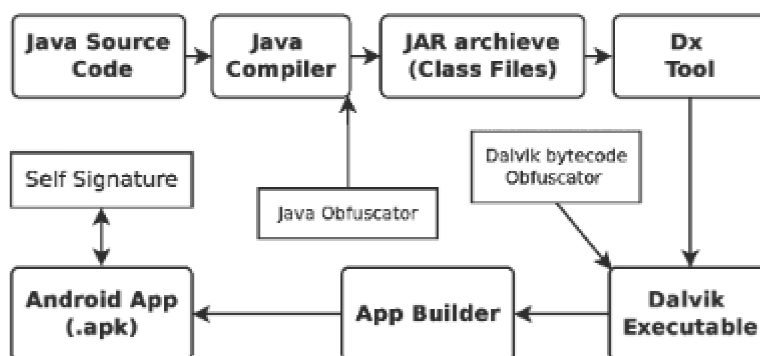 Java Source
Code
Java
Compiler
JAR archieve
(Class Files)
Dx
Tool
Self Signature
Java Obfuscator
Dalvik bytecode
Obfuscator
Android App
(.apk)
App Builder
Dalvik
Executable